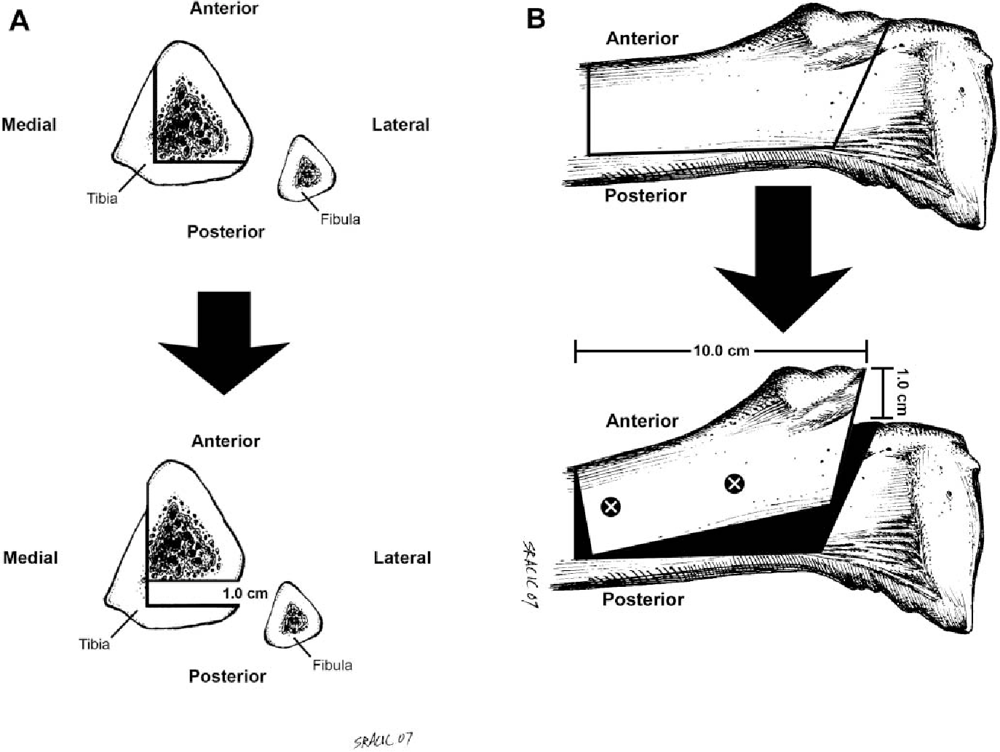 A
Anterior
Medial
Lateral
Tibia
Fibula
Posterior
Anterior
Medial
Lateral
1.0 cm
Tibia
Fibula
Posterior
SRACIC 07
B
Anterior
Posterior
10.0 cm
1.0 cm
Anterior
SRACIC 07
Posterior